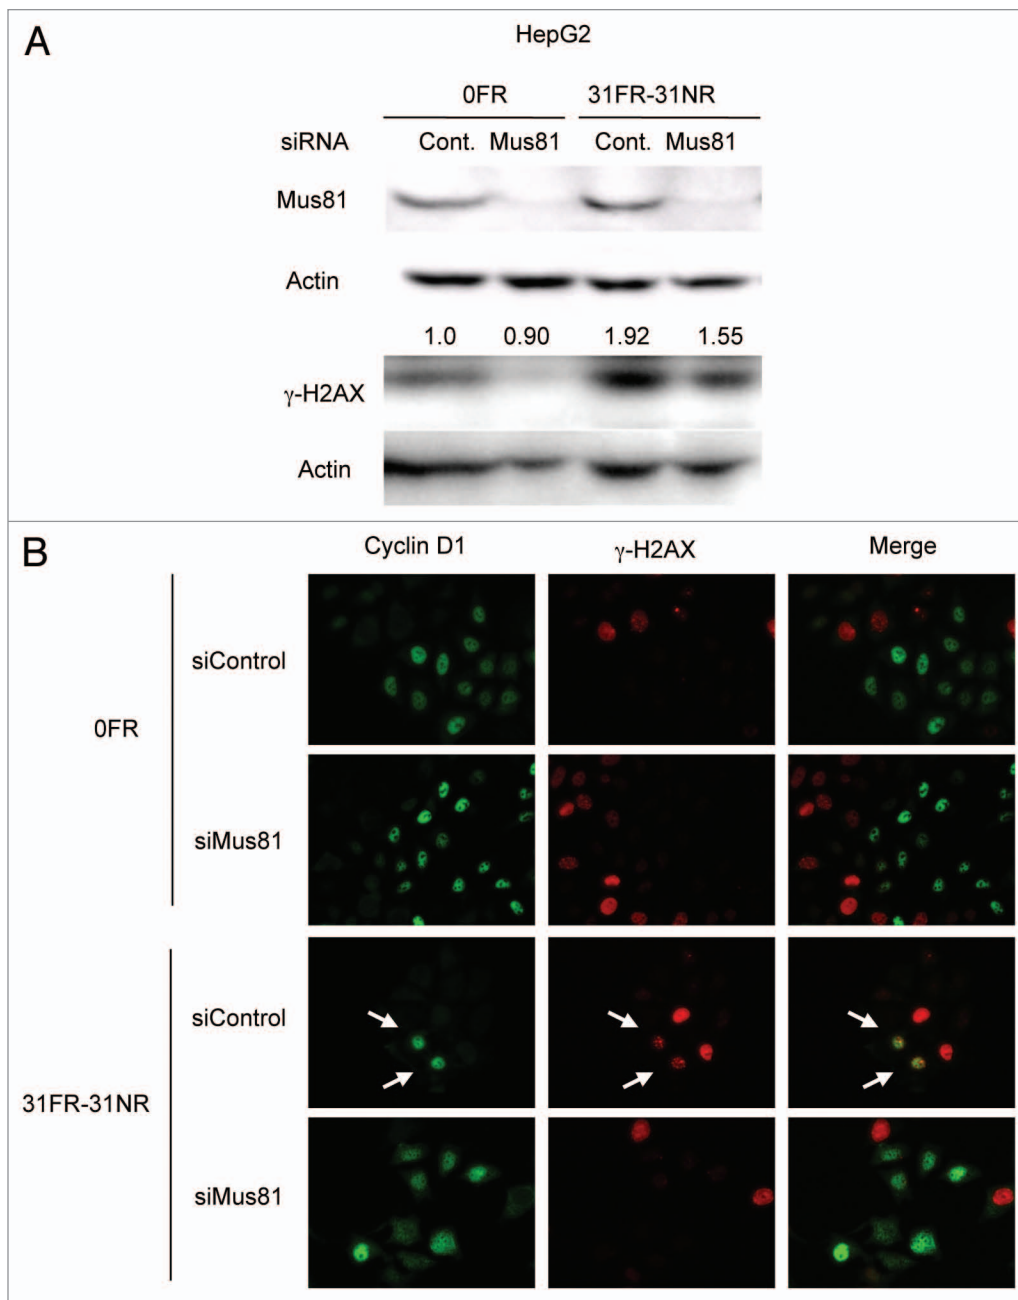 A
HepG2
0FR 31FR-31NR
siRNA Cont. Mus81 Cont. Mus81
Mus81
Actin
1.0 0.90 1.92 1.55
γ-H2AX
Actin
B
Cyclin D1 γ-H2AX Merge
siControl
0FR
siMus81
siControl
31FR-31NR
siMus81